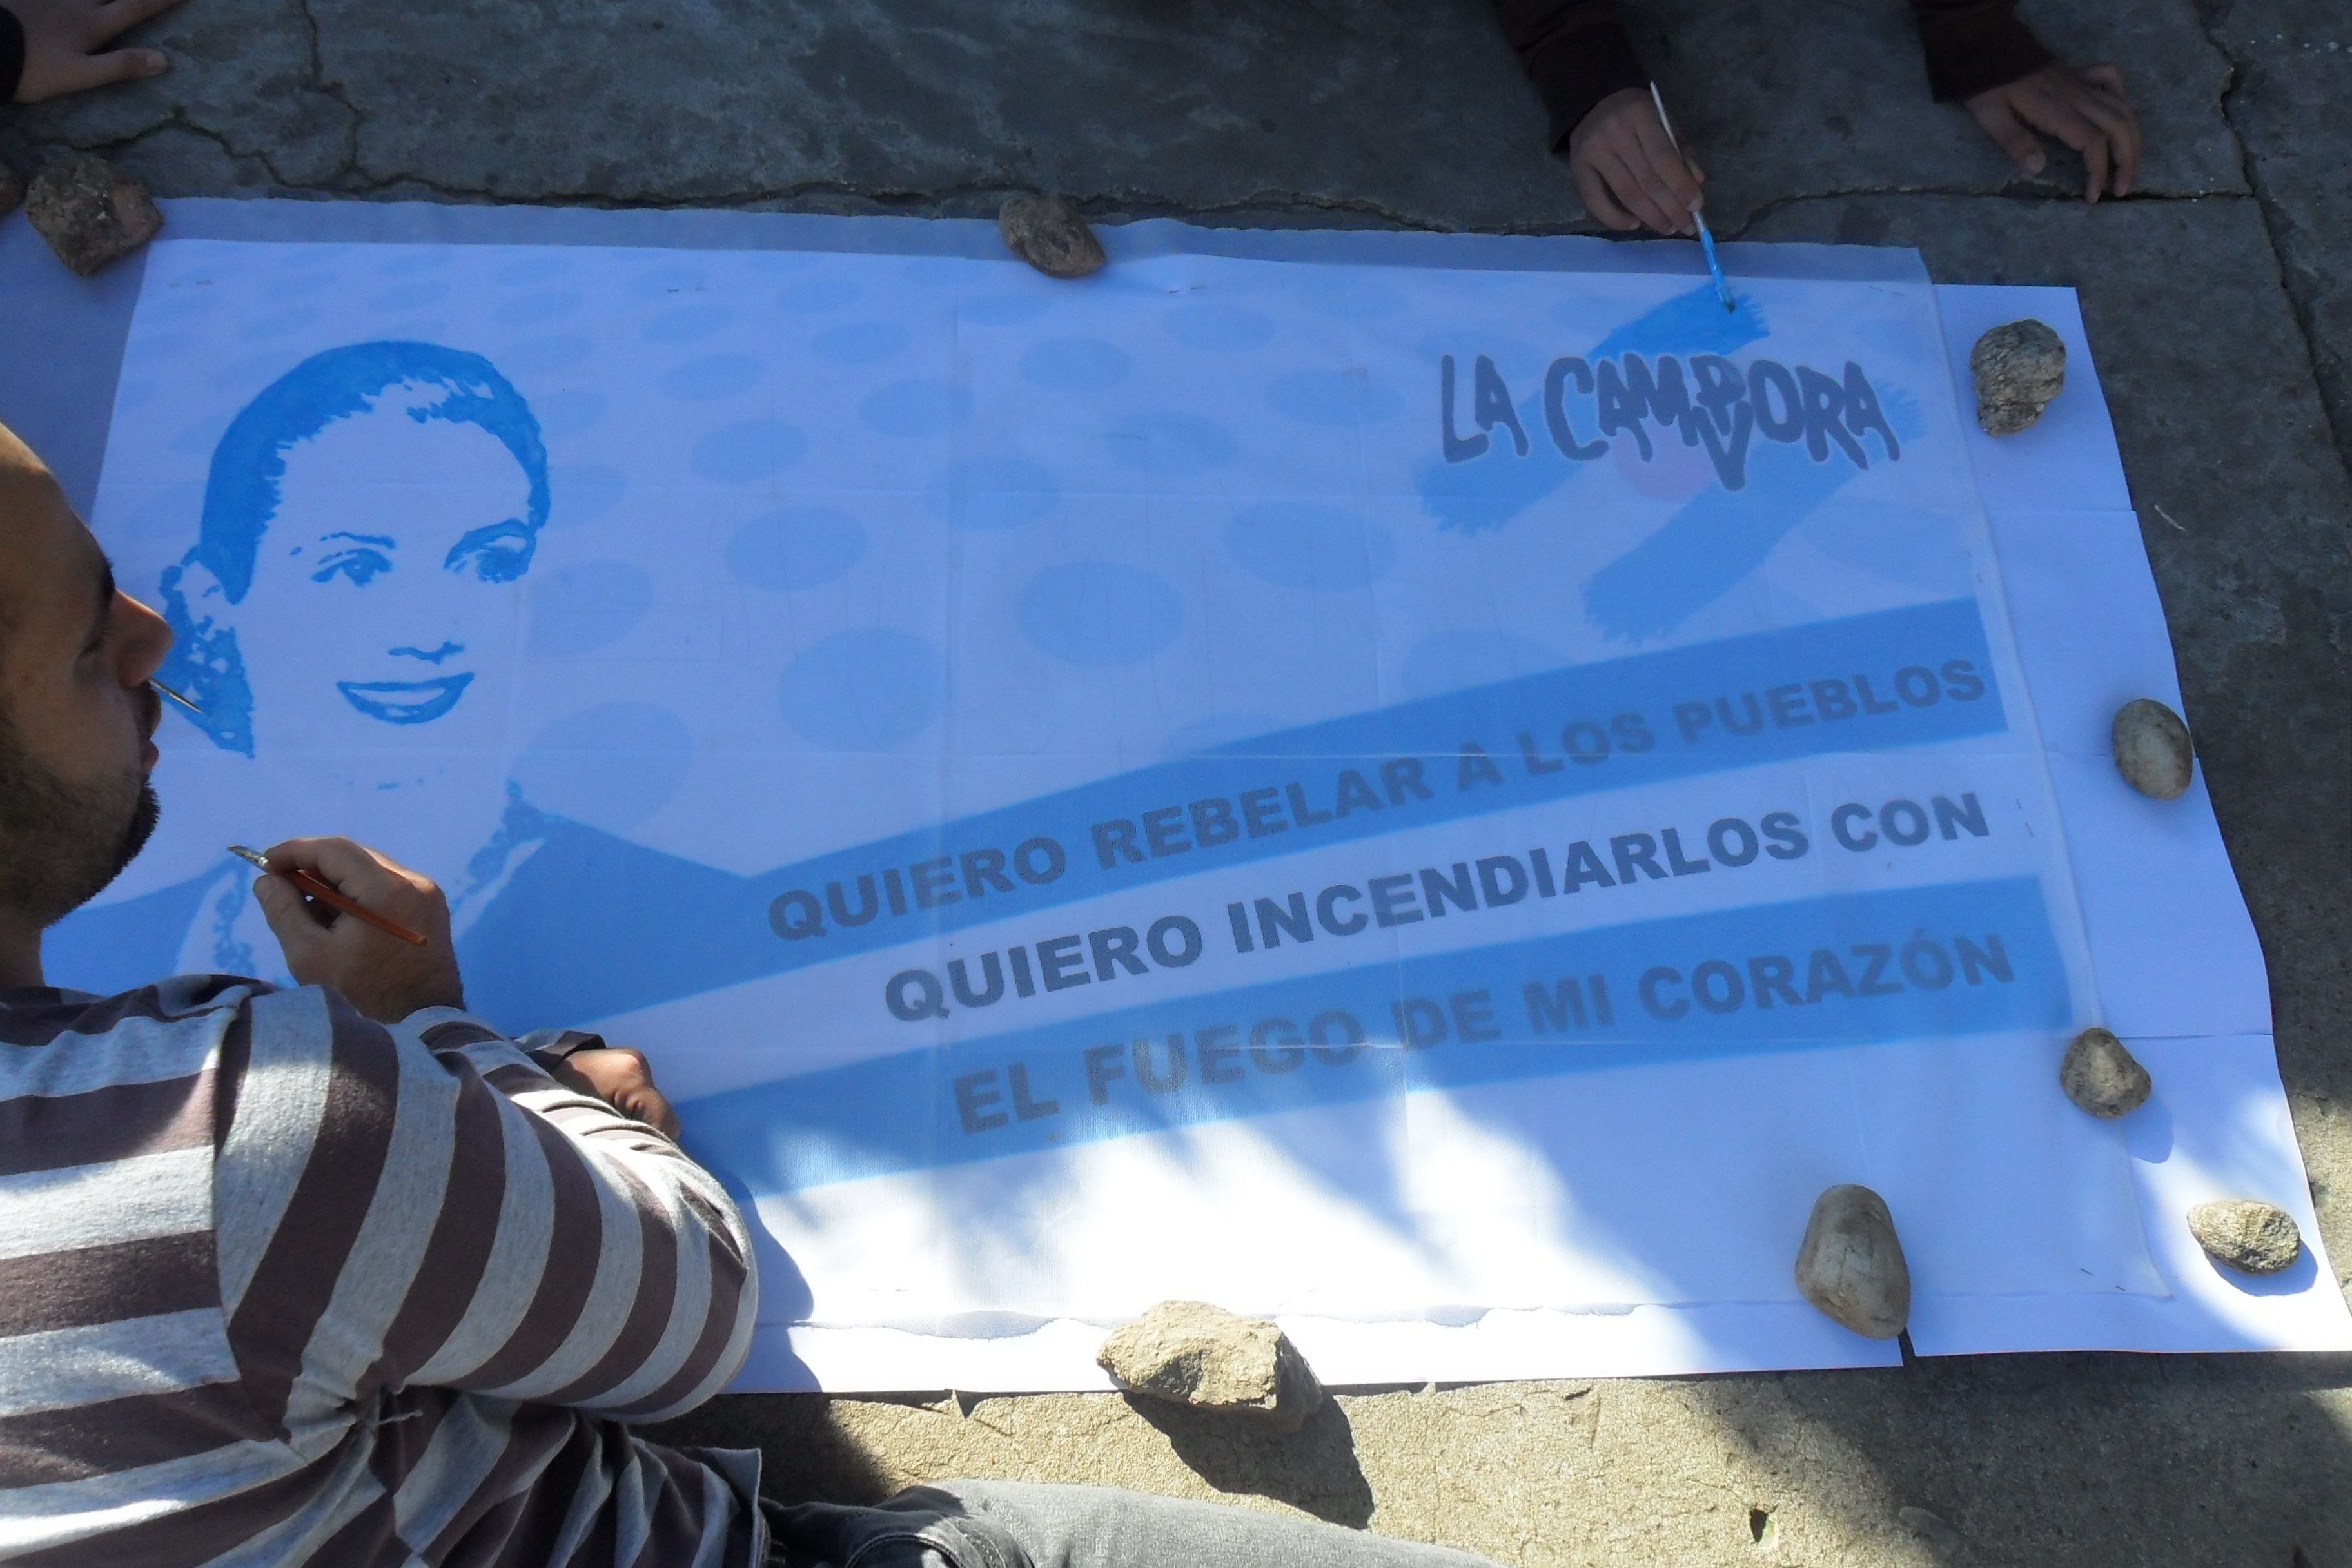 LA CAMPORA
QUIERO REBELAR A LOS PUEBLOS
QUIERO INCENDIARLOS CON
EL FUEGO DE MI CORAZÓN